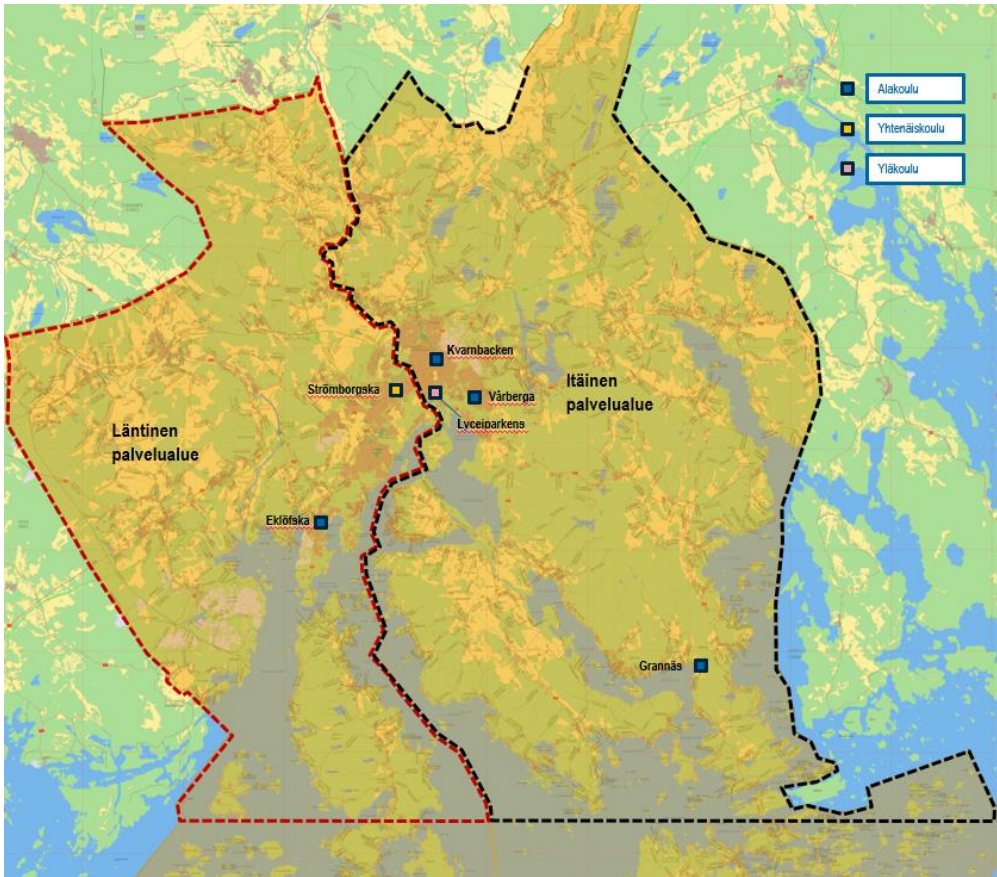 Alakoulu
Yhtenäiskoulu
Yläkoulu
Kvarnbacken
Strömborgska
Vårberga
Lyceiparkens
Itäinen
palvelualue
Läntinen
palvelualue
Eklöfska
Grannäs